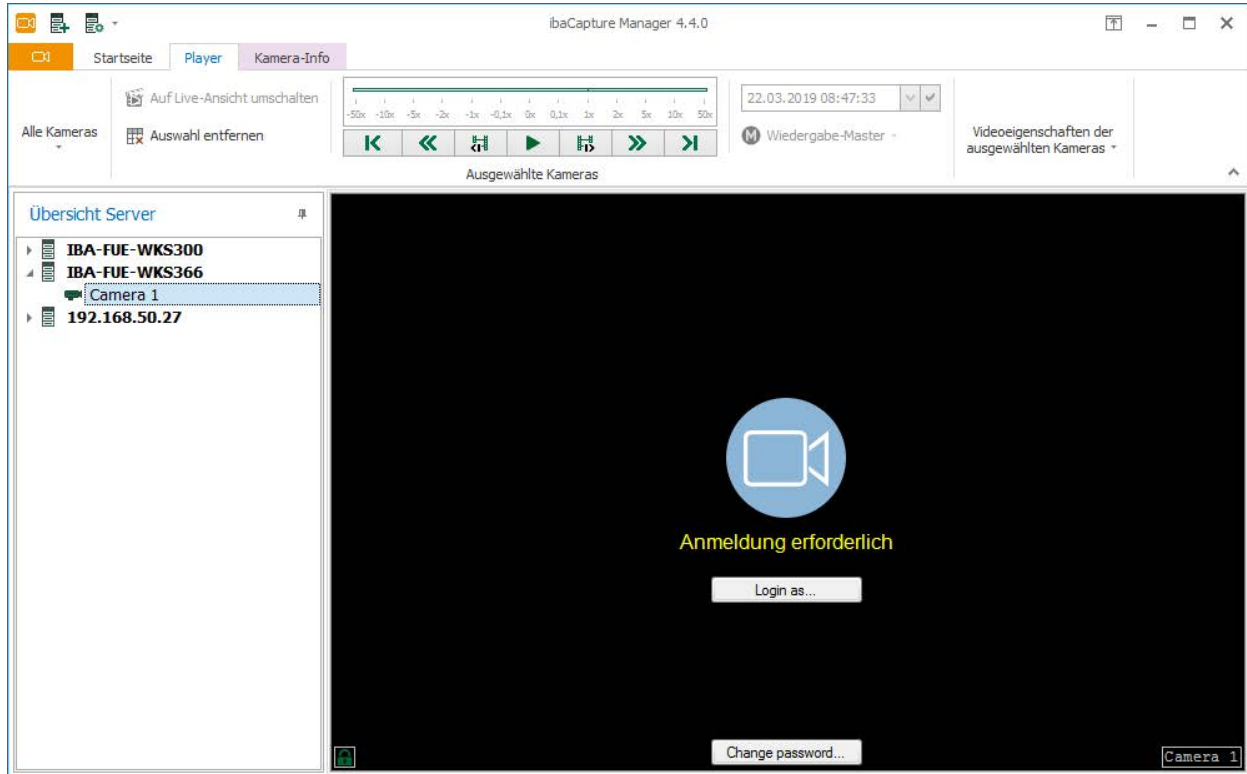 ibaCapture Manager 4.4.0
Startseite Player Kamera-Info
Alle Kameras
Auf Live-Ansicht umschalten
Auswahl entfernen
-50x -10x -5x -2x -1x -0,1x 0x 0,1x 1x 2x 5x 10x 50x
Ausgewählte Kameras
22.03.2019 08:47:33
M Wiedergabe-Master
Videoeigenschaften der
ausgewählten Kameras
Übersicht Server
IBA-FUE-WKS300
IBA-FUE-WKS366
Camera 1
192.168.50.27
Anmeldung erforderlich
Login as...
Change password...
Camera 1